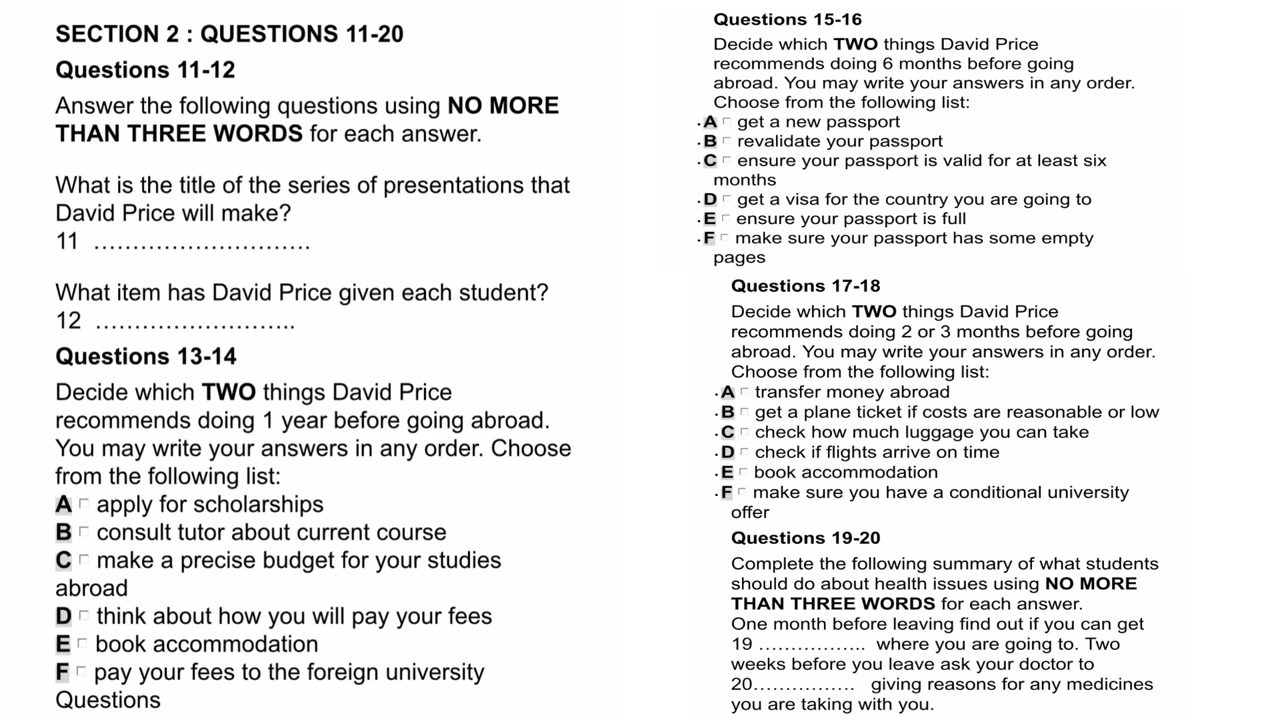 SECTION 2 : QUESTIONS 11-20
Questions 11-12
Answer the following questions using NO MORE
THAN THREE WORDS for each answer.
What is the title of the series of presentations that
David Price will make?
11 ……………………….
What item has David Price given each student?
12 ……………………..
Questions 13-14
Decide which TWO things David Price
recommends doing 1 year before going abroad.
You may write your answers in any order. Choose
from the following list:
A apply for scholarships
B consult tutor about current course
C make a precise budget for your studies
abroad
D think about how you will pay your fees
E book accommodation
F pay your fees to the foreign university
Questions
Questions 15-16
Decide which TWO things David Price
recommends doing 6 months before going
abroad. You may write your answers in any order.
Choose from the following list:
.A get a new passport
.B revalidate your passport
.C ensure your passport is valid for at least six
months
.D get a visa for the country you are going to
.E ensure your passport is full
.F make sure your passport has some empty
pages
Questions 17-18
Decide which TWO things David Price
recommends doing 2 or 3 months before going
abroad. You may write your answers in any order.
Choose from the following list:
.A transfer money abroad
.B get a plane ticket if costs are reasonable or low
.C check how much luggage you can take
.D check if flights arrive on time
.E book accommodation
.F make sure you have a conditional university
offer
Questions 19-20
Complete the following summary of what students
should do about health issues using NO MORE
THAN THREE WORDS for each answer.
One month before leaving find out if you can get
19 …………….. where you are going to. Two
weeks before you leave ask your doctor to
20……………. giving reasons for any medicines
you are taking with you.